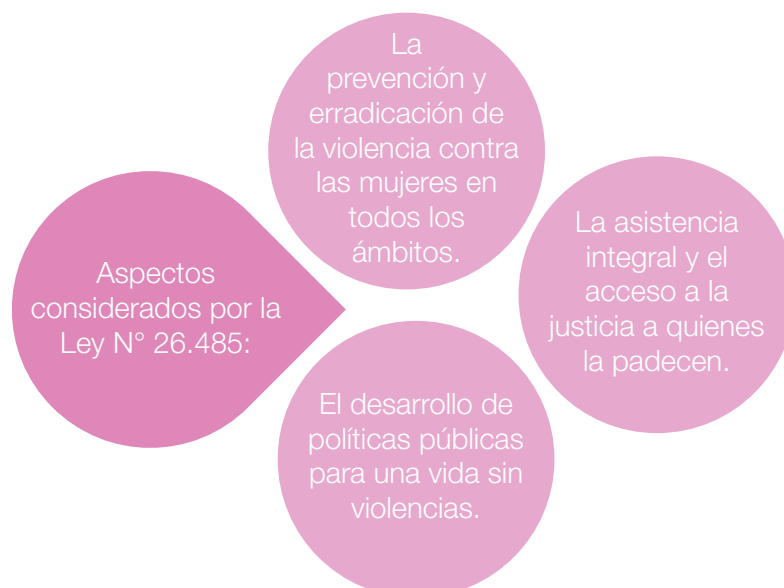 Aspectos
considerados por la
Ley N° 26.485:
La
prevención y
erradicación de
la violencia contra
las mujeres en
todos los
ámbitos.
La asistencia
integral y el
acceso a la
justicia a quienes
la padecen.
El desarrollo de
políticas públicas
para una vida sin
violencias.